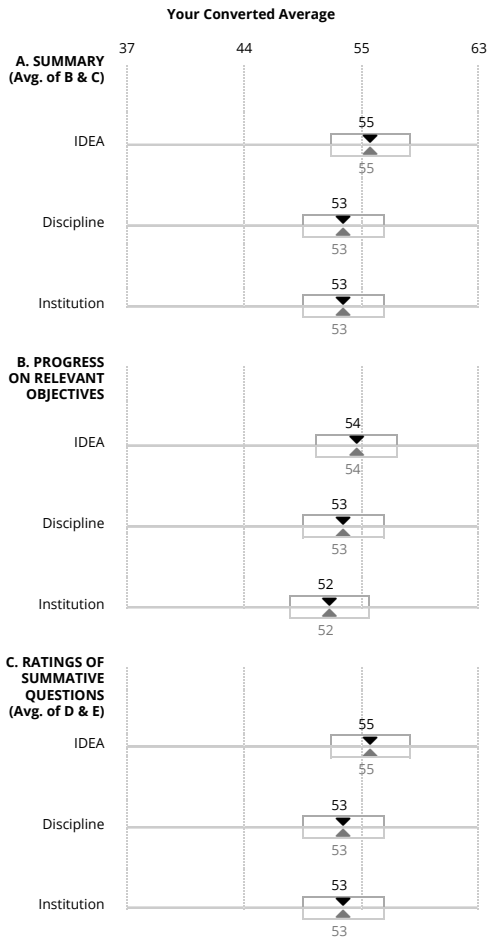 Your Converted Average
37 44 55 63
A. SUMMARY
(Avg. of B & C)
55
IDEA
55
53
Discipline
53
53
Institution
53
B. PROGRESS
ON RELEVANT
OBJECTIVES
54
IDEA
54
53
Discipline
53
52
Institution
52
C. RATINGS OF
SUMMATIVE
QUESTIONS
(Avg. of D & E)
55
IDEA
55
53
Discipline
53
53
Institution
53